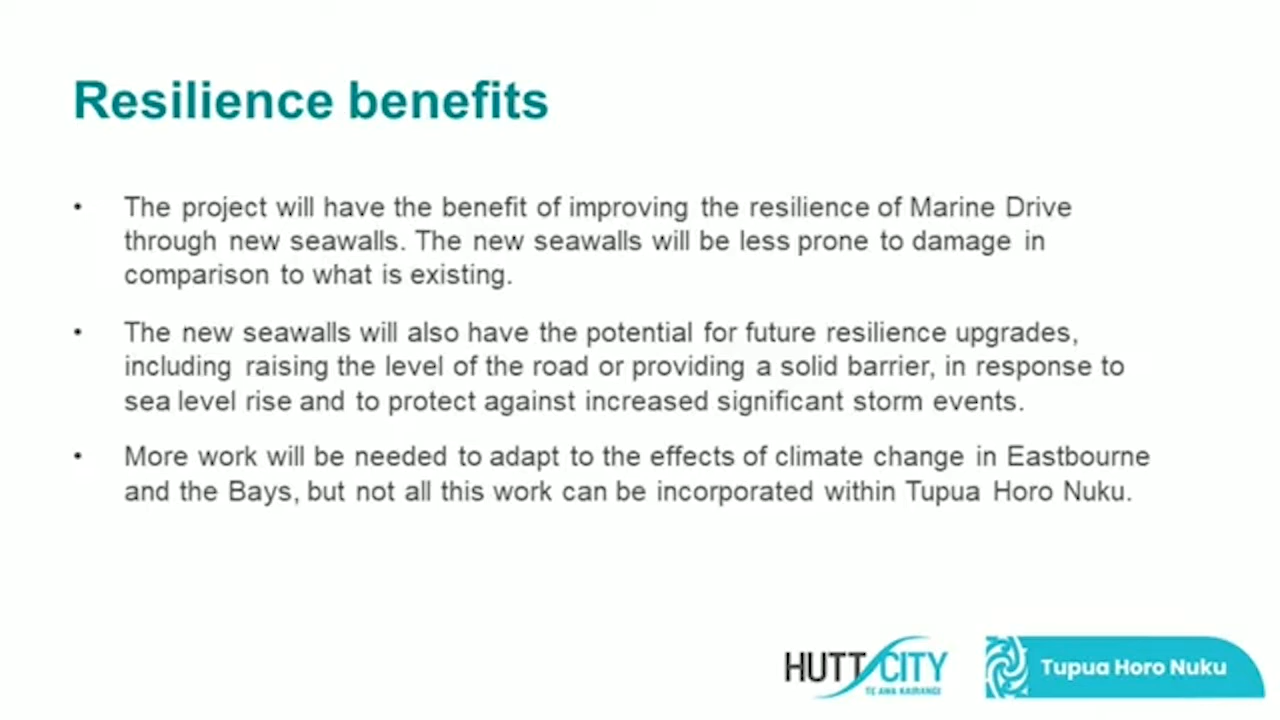 Resilience benefits
• The project will have the benefit of improving the resilience of Marine Drive
through new seawalls. The new seawalls will be less prone to damage in
comparison to what is existing.
• The new seawalls will also have the potential for future resilience upgrades,
including raising the level of the road or providing a solid barrier, in response to
sea level rise and to protect against increased significant storm events.
• More work will be needed to adapt to the effects of climate change in Eastbourne
and the Bays, but not all this work can be incorporated within Tupua Horo Nuku.
HUTT CITY
TE AWA KAIRANGI
Tupua Horo Nuku